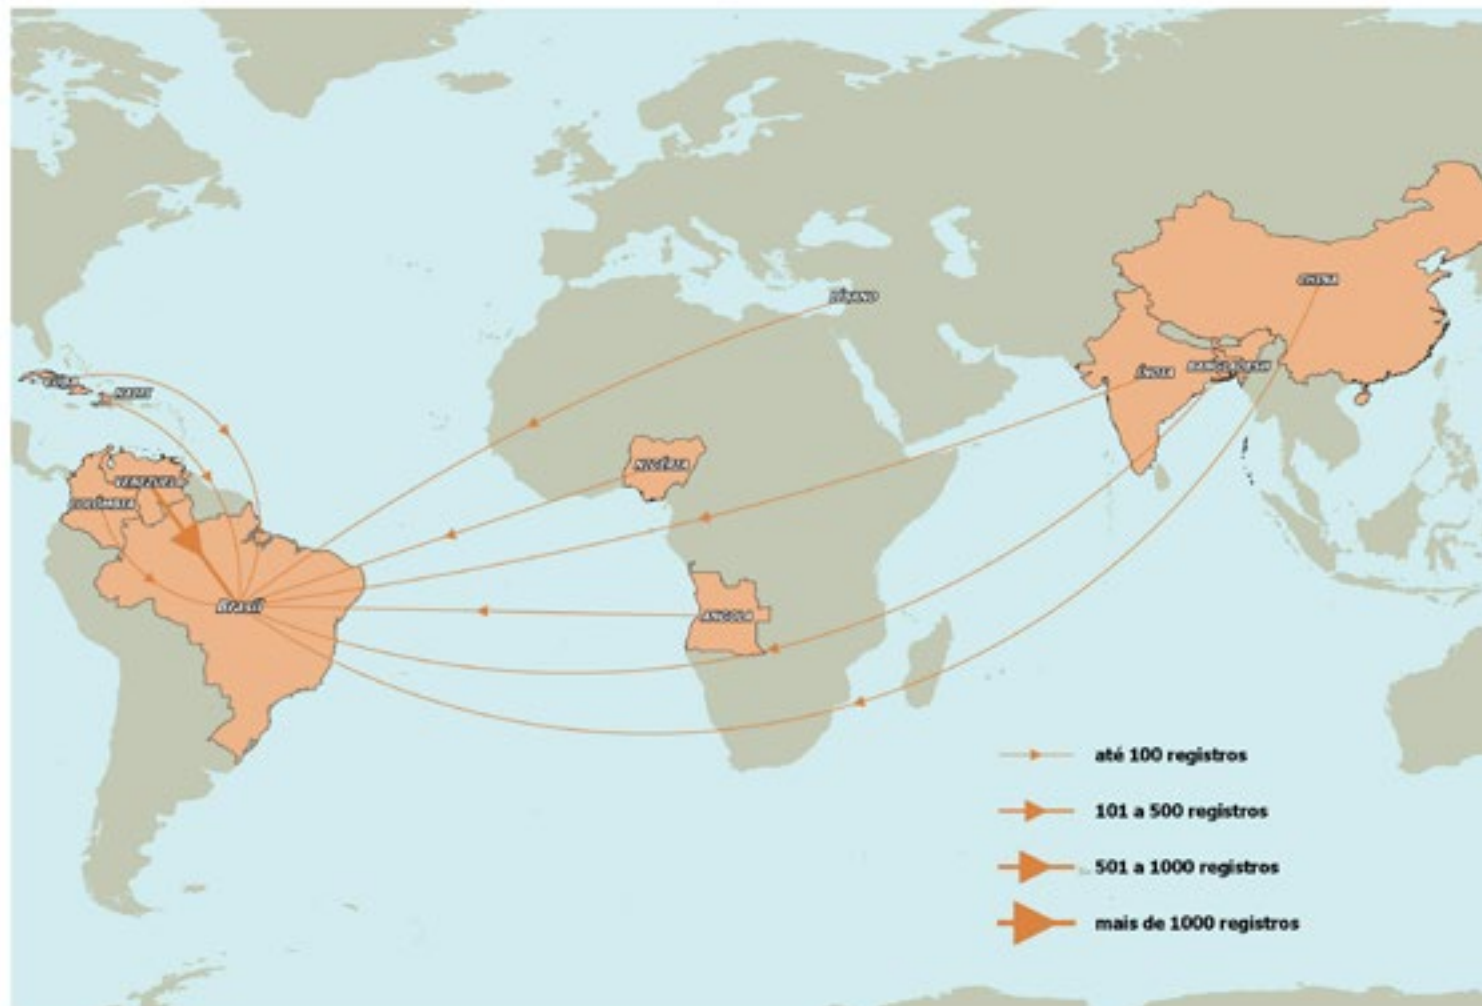 CHINA
LÍBANO
ÍNDIA
BANGLADESH
CUBA
HAITI
NIGÉRIA
VENEZUELA
COLÔMBIA
Brasil
ANGOLA
até 100 registros
101 a 500 registros
501 a 1000 registros
mais de 1000 registros